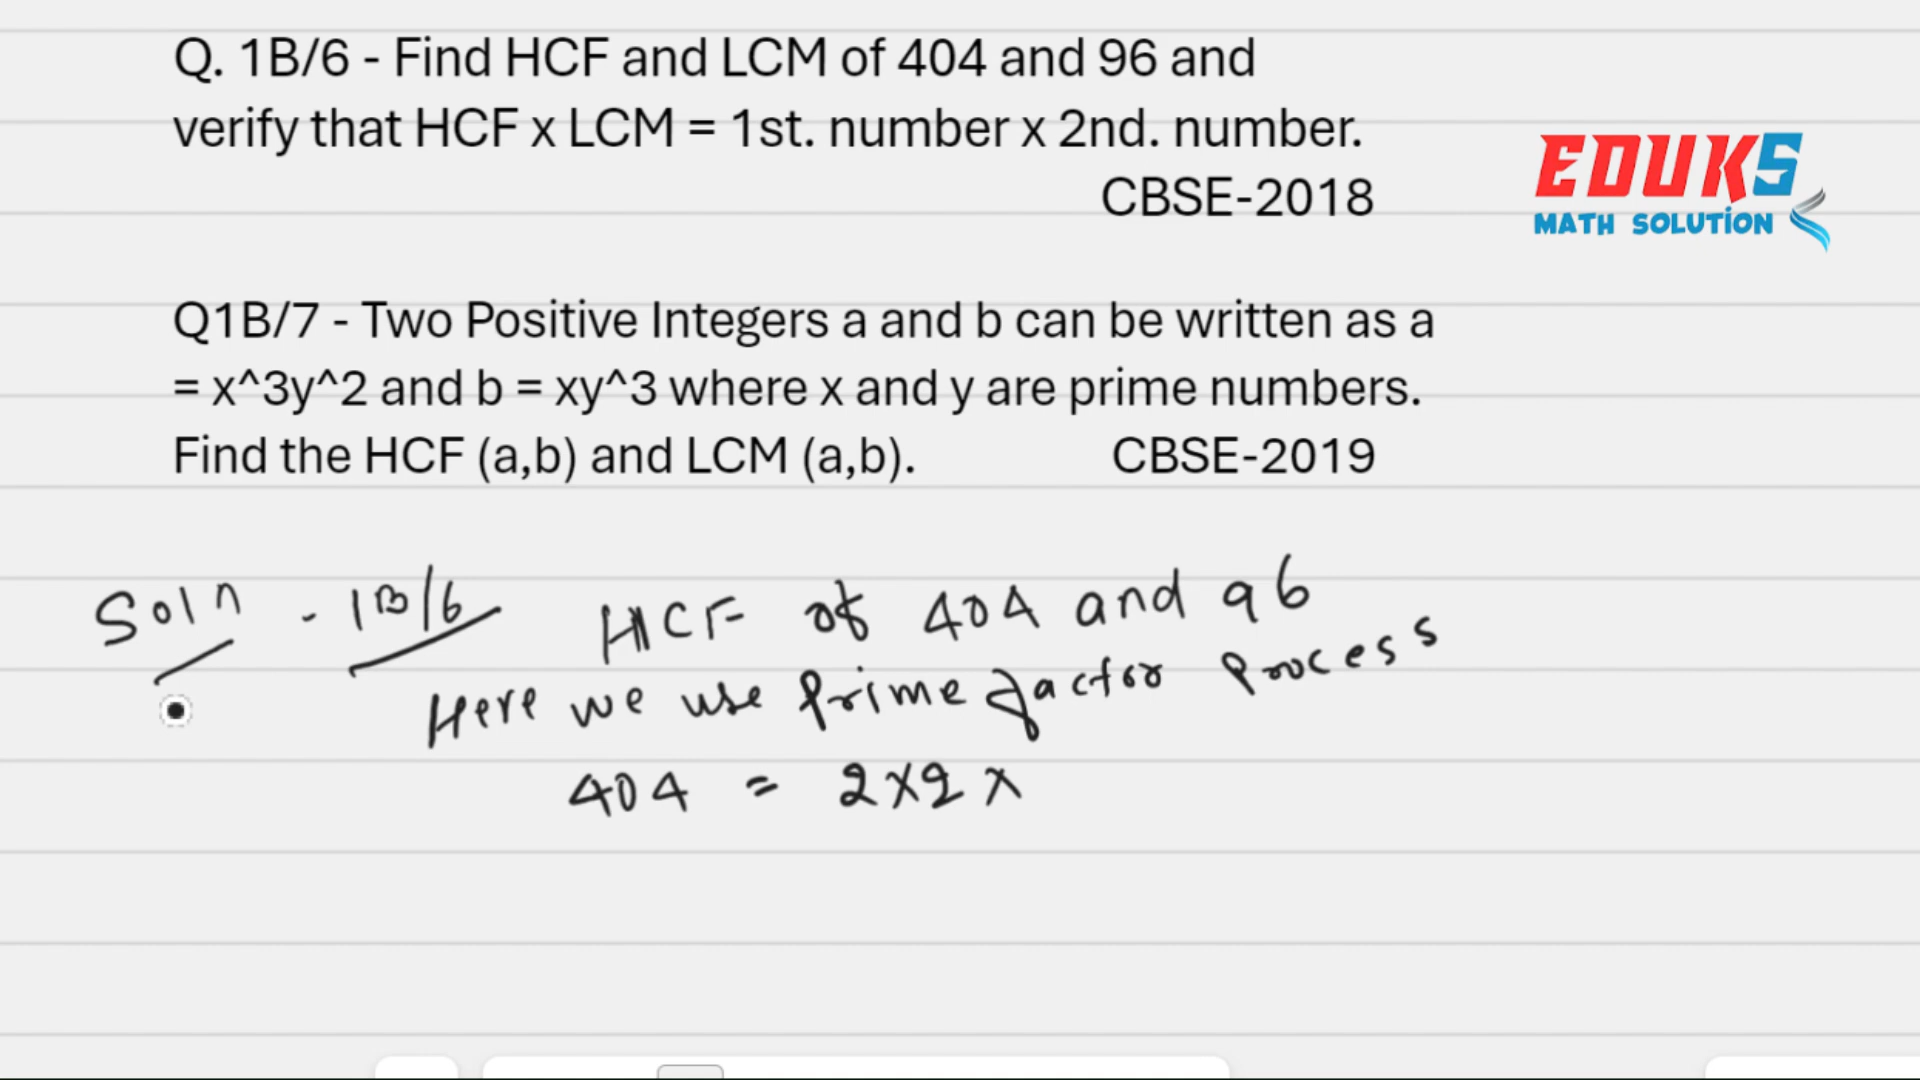 Q. 1B/6 - Find HCF and LCM of 404 and 96 and
verify that HCF x LCM = 1st. number x 2nd. number.
CBSE-2018
EDUKS
MATH SOLUTION
Q1B/7 - Two Positive Integers a and b can be written as a
= x^3y^2 and b = xy^3 where x and y are prime numbers.
Find the HCF (a,b) and LCM (a,b). CBSE-2019
Soln - 1B/6 HCF of 404 and 96
Here we use Prime factor Process
404 = 2x2x